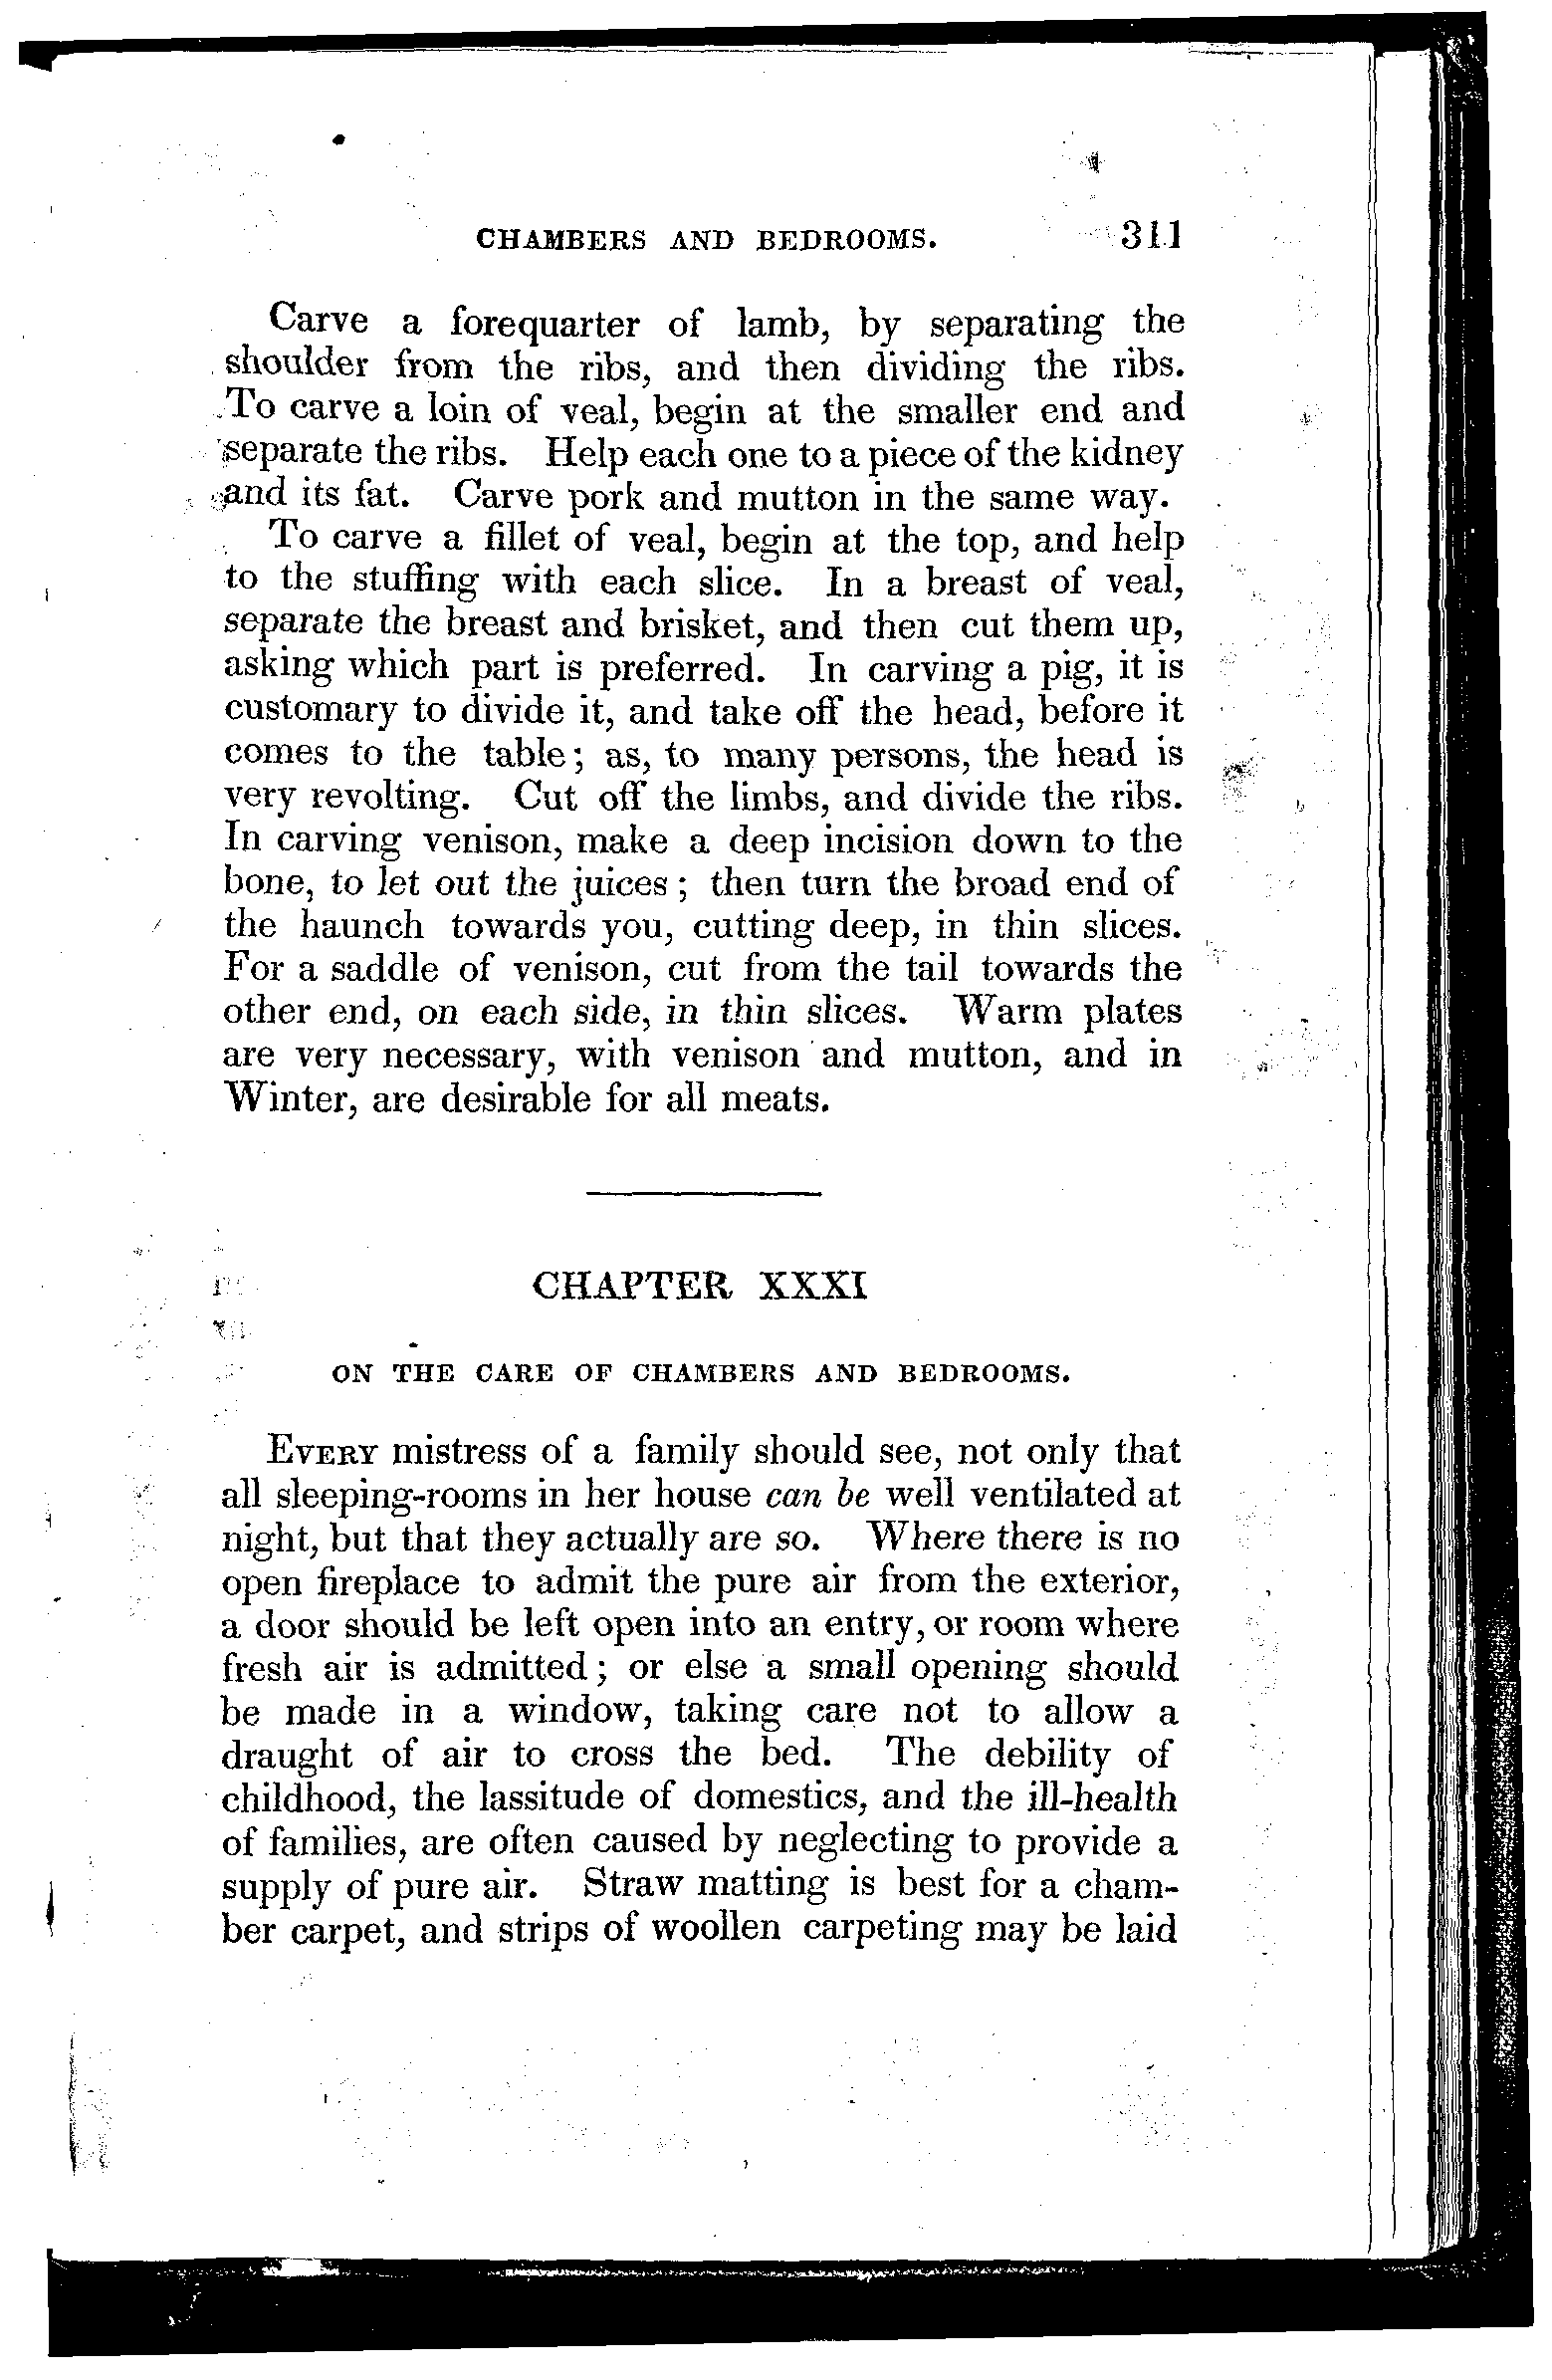 CHAMBERS AND BEDROOMS. 311
Carve a forequarter of lamb, by separating the
shoulder from the ribs, and then dividing the ribs.
To carve a loin of veal, begin at the smaller end and
separate the ribs. Help each one to a piece of the kidney
and its fat. Carve pork and mutton in the same way.
To carve a fillet of veal, begin at the top, and help
to the stuffing with each slice. In a breast of veal,
separate the breast and brisket, and then cut them up,
asking which part is preferred. In carving a pig, it is
customary to divide it, and take off the head, before it
comes to the table; as, to many persons, the head is
very revolting. Cut off the limbs, and divide the ribs.
In carving venison, make a deep incision down to the
bone, to let out the juices; then turn the broad end of
the haunch towards you, cutting deep, in thin slices.
For a saddle of venison, cut from the tail towards the
other end, on each side, in thin slices. Warm plates
are very necessary, with venison and mutton, and in
Winter, are desirable for all meats.
CHAPTER XXXI
ON THE CARE OF CHAMBERS AND BEDROOMS.
EVERY mistress of a family should see, not only that
all sleeping-rooms in her house can be well ventilated at
night, but that they actually are so. Where there is no
open fireplace to admit the pure air from the exterior,
a door should be left open into an entry, or room where
fresh air is admitted; or else a small opening should
be made in a window, taking care not to allow a
draught of air to cross the bed. The debility of
childhood, the lassitude of domestics, and the ill-health
of families, are often caused by neglecting to provide a
supply of pure air. Straw matting is best for a cham-
ber carpet, and strips of woollen carpeting may be laid